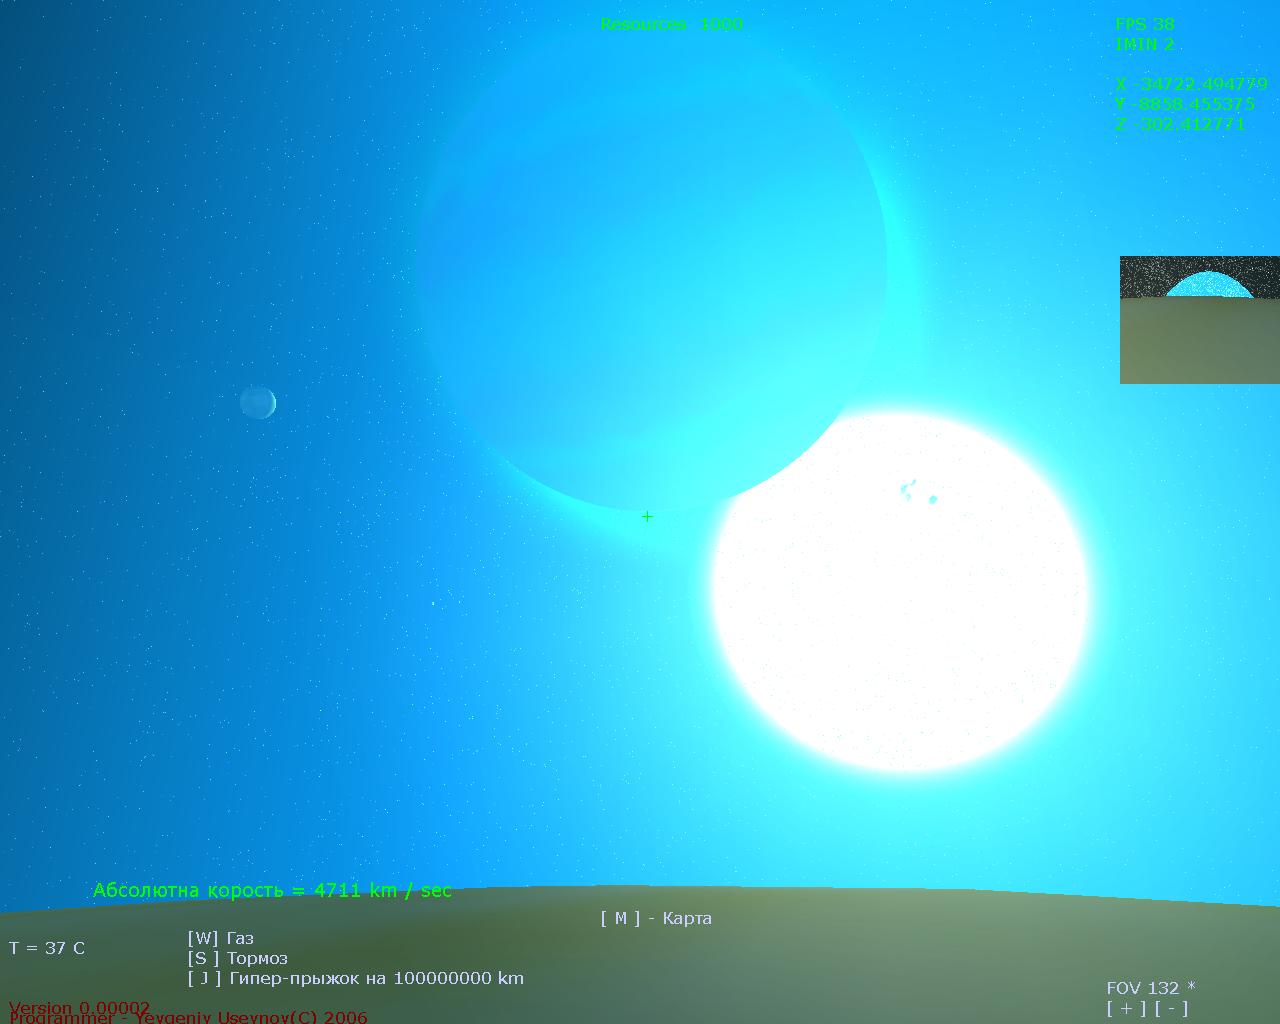 Resources 1000
FPS 38
IMIN 2
X -34722.494779
Y -8858.455375
Z -302.412771
Абсолютна корость = 4711 km / sec
[ M ] - Карта
T = 37 C
[W] Газ
[S ] Тормоз
[ J ] Гипер-прыжок на 100000000 km
FOV 132 *
[ + ] [ - ]
Version 0.00002
Programmer - Yevgeniy Useynov(C) 2006